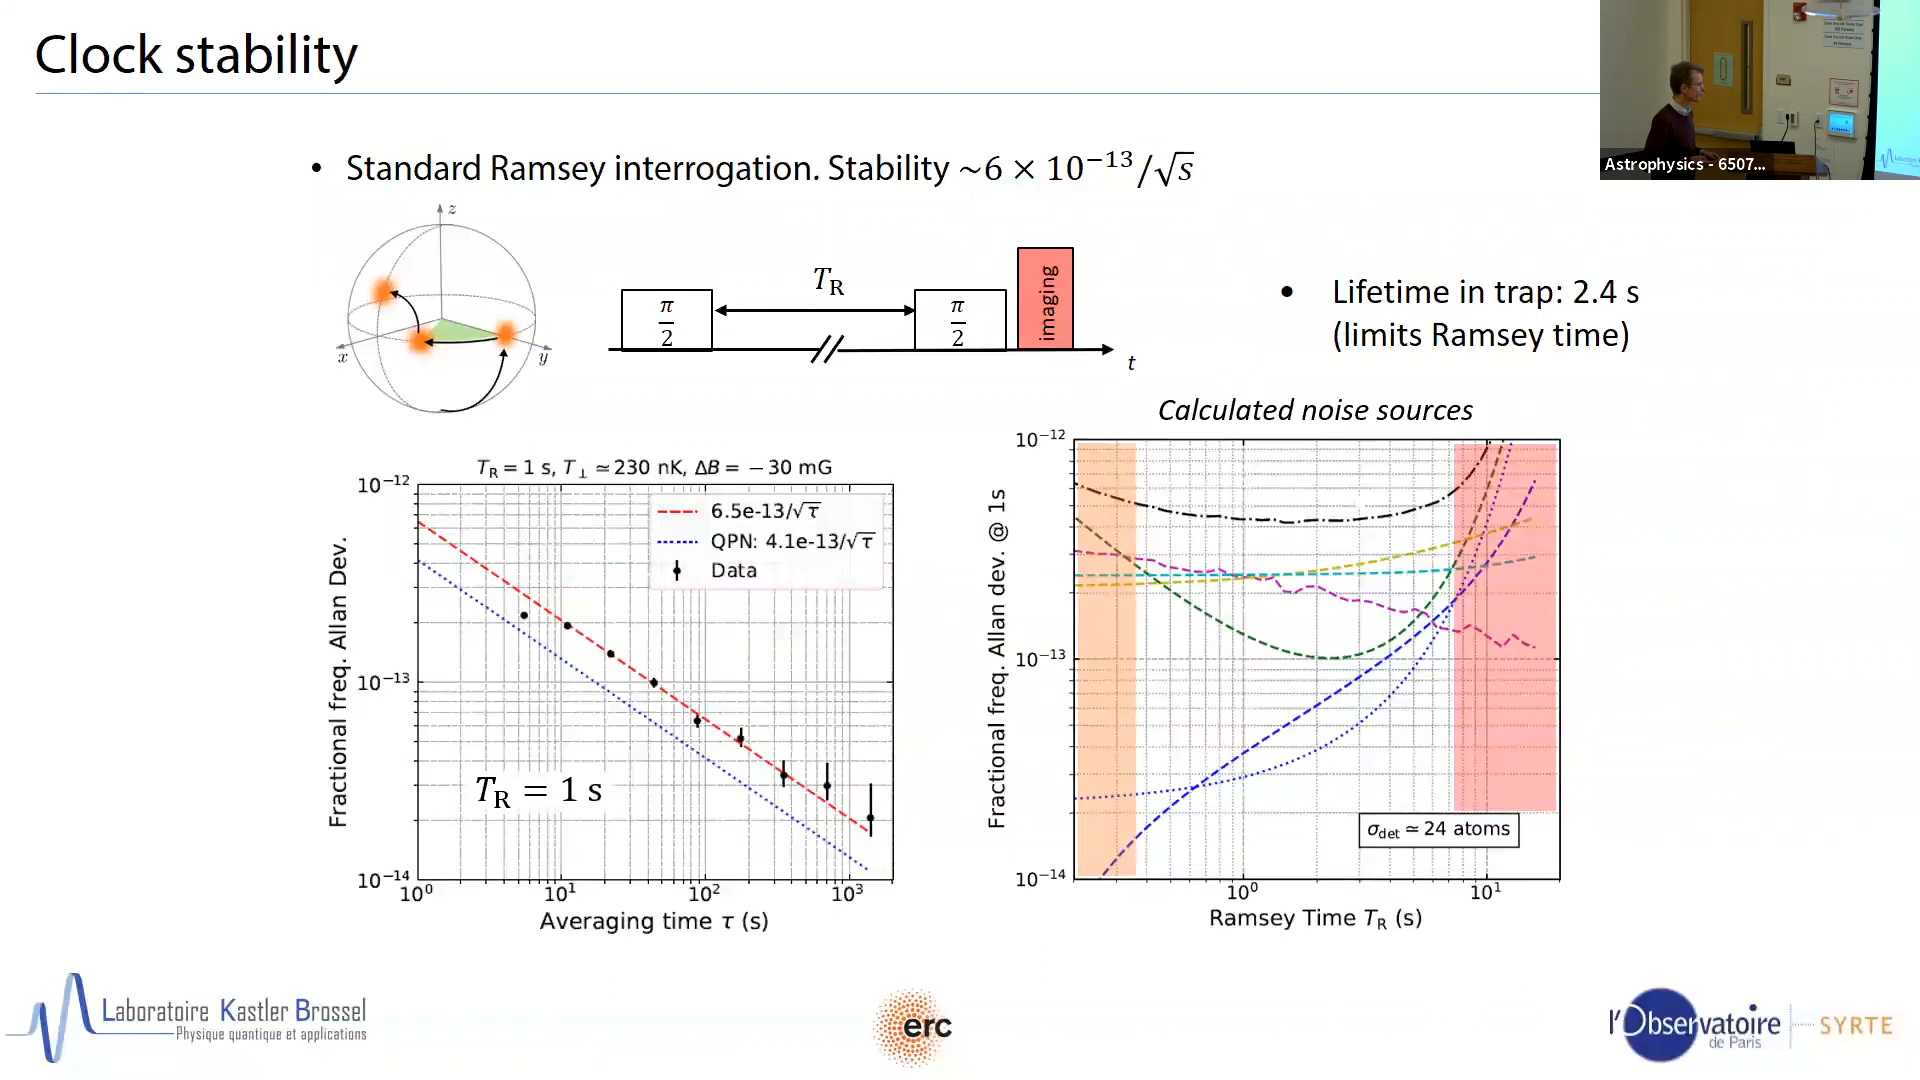 Clock stability
Astrophysics - 6507...
• Standard Ramsey interrogation. Stability ~6 × 10⁻¹³/√s
z
x
y
π/2
T_R
π/2
imaging
t
• Lifetime in trap: 2.4 s
(limits Ramsey time)
T_R = 1 s, T_⊥ ≃ 230 nK, ΔB = − 30 mG
10⁻¹²
10⁻¹³
10⁻¹⁴
Fractional freq. Allan Dev.
6.5e-13/√τ
QPN: 4.1e-13/√τ
Data
T_R = 1 s
10⁰ 10¹ 10² 10³
Averaging time τ (s)
Calculated noise sources
10⁻¹²
10⁻¹³
10⁻¹⁴
Fractional freq. Allan dev. @ 1s
σ_det ≃ 24 atoms
10⁰ 10¹
Ramsey Time T_R (s)
Laboratoire Kastler Brossel
Physique quantique et applications
erc
l'Observatoire
de Paris
SYRTE